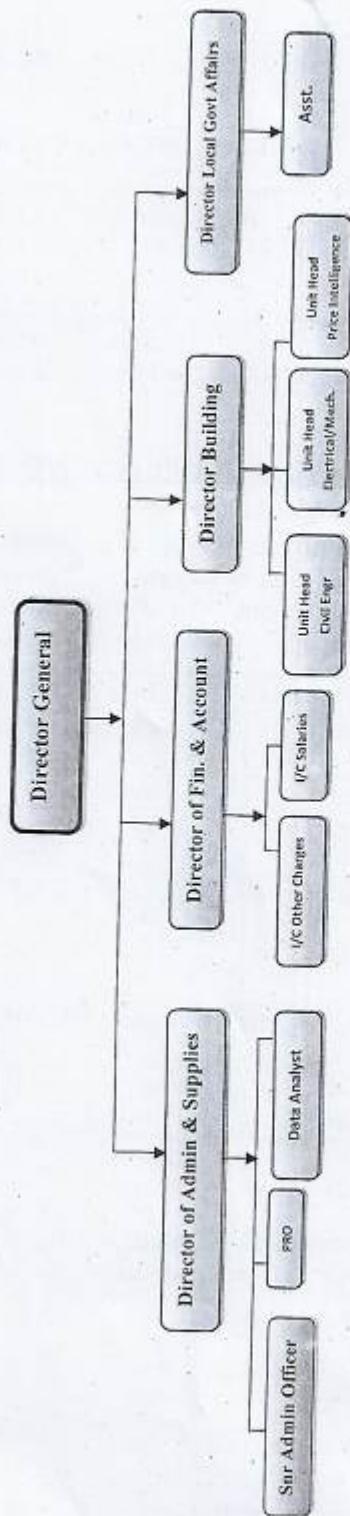 Director General
Director of Admin & Supplies
Director of Fin. & Account
Director Building
Director Local Govt Affairs
Snr Admin Officer
PRO
Data Analyst
I/C Other Charges
I/C Salaries
Unit Head
Civil Engr
Unit Head
Electrical/Mech.
Unit Head
Price Intelligence
Asst.